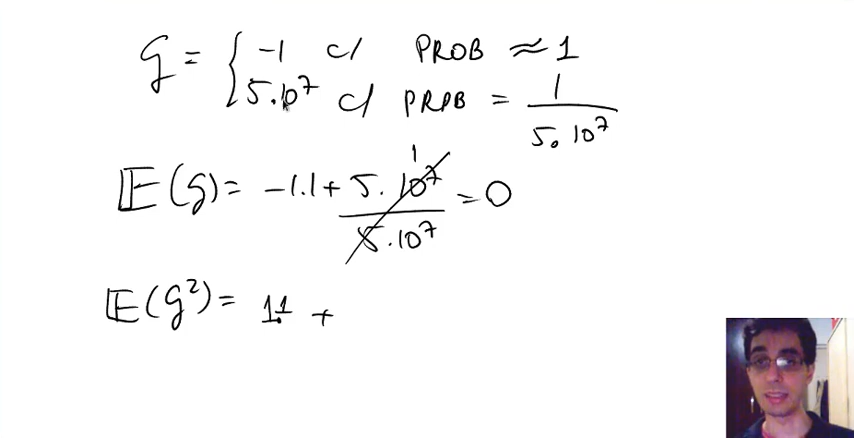 G = { -1 c/ PROB ≈ 1
5.10⁷ c/ PROB = 1/5.10⁷
E(G) = -1.1 + 5.10⁷/5.10⁷ 1 = 0
E(G²) = 1.1 +